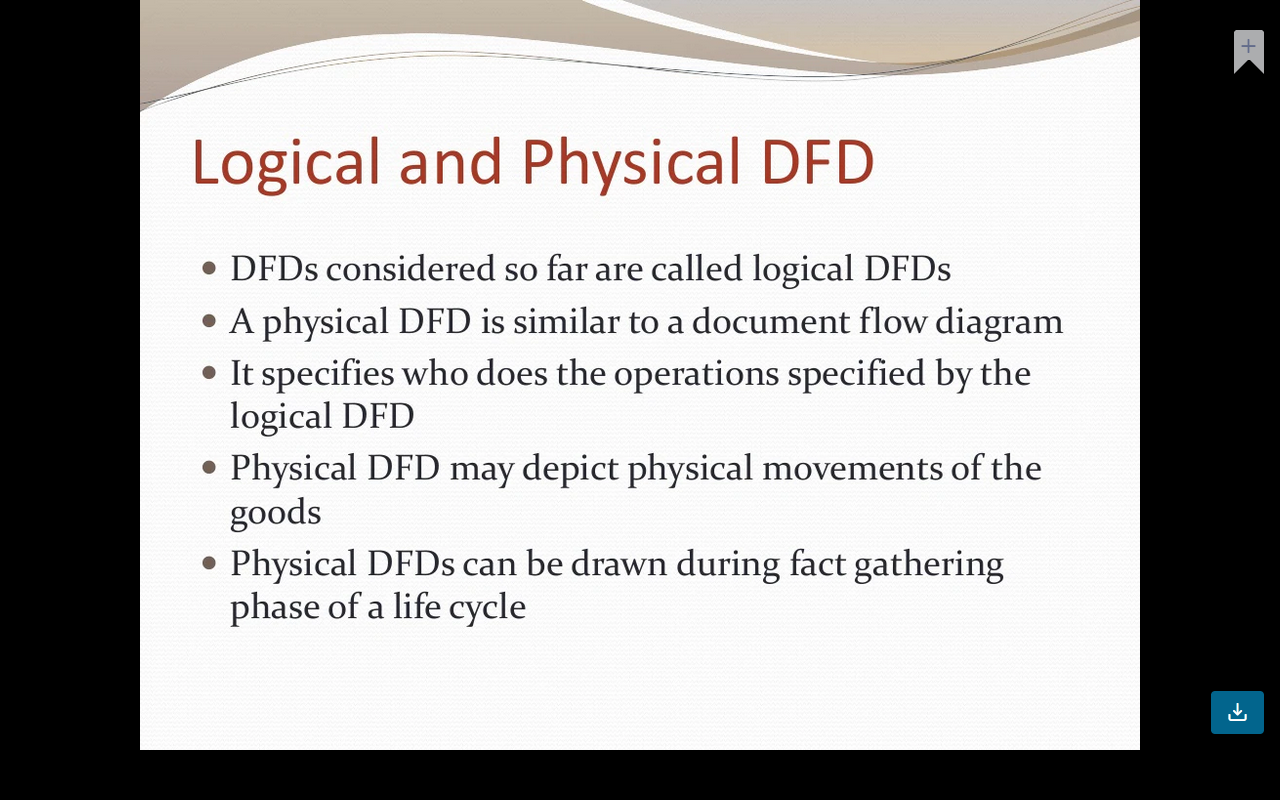 Logical and Physical DFD
• DFDs considered so far are called logical DFDs
• A physical DFD is similar to a document flow diagram
• It specifies who does the operations specified by the
logical DFD
• Physical DFD may depict physical movements of the
goods
• Physical DFDs can be drawn during fact gathering
phase of a life cycle